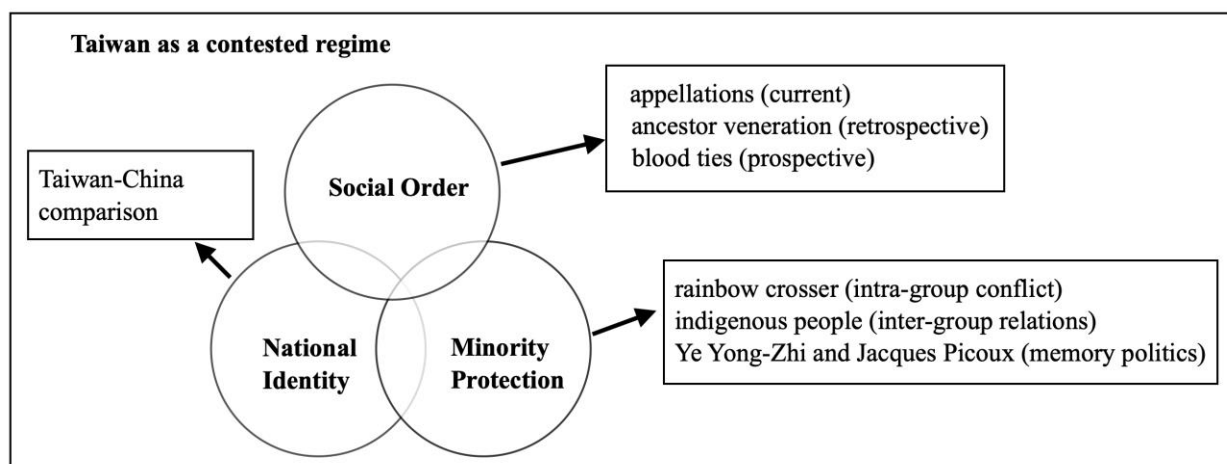 Taiwan as a contested regime
appellations (current)
ancestor veneration (retrospective)
blood ties (prospective)
Taiwan-China
comparison
Social Order
rainbow crosser (intra-group conflict)
indigenous people (inter-group relations)
Ye Yong-Zhi and Jacques Picoux (memory politics)
National
Identity
Minority
Protection